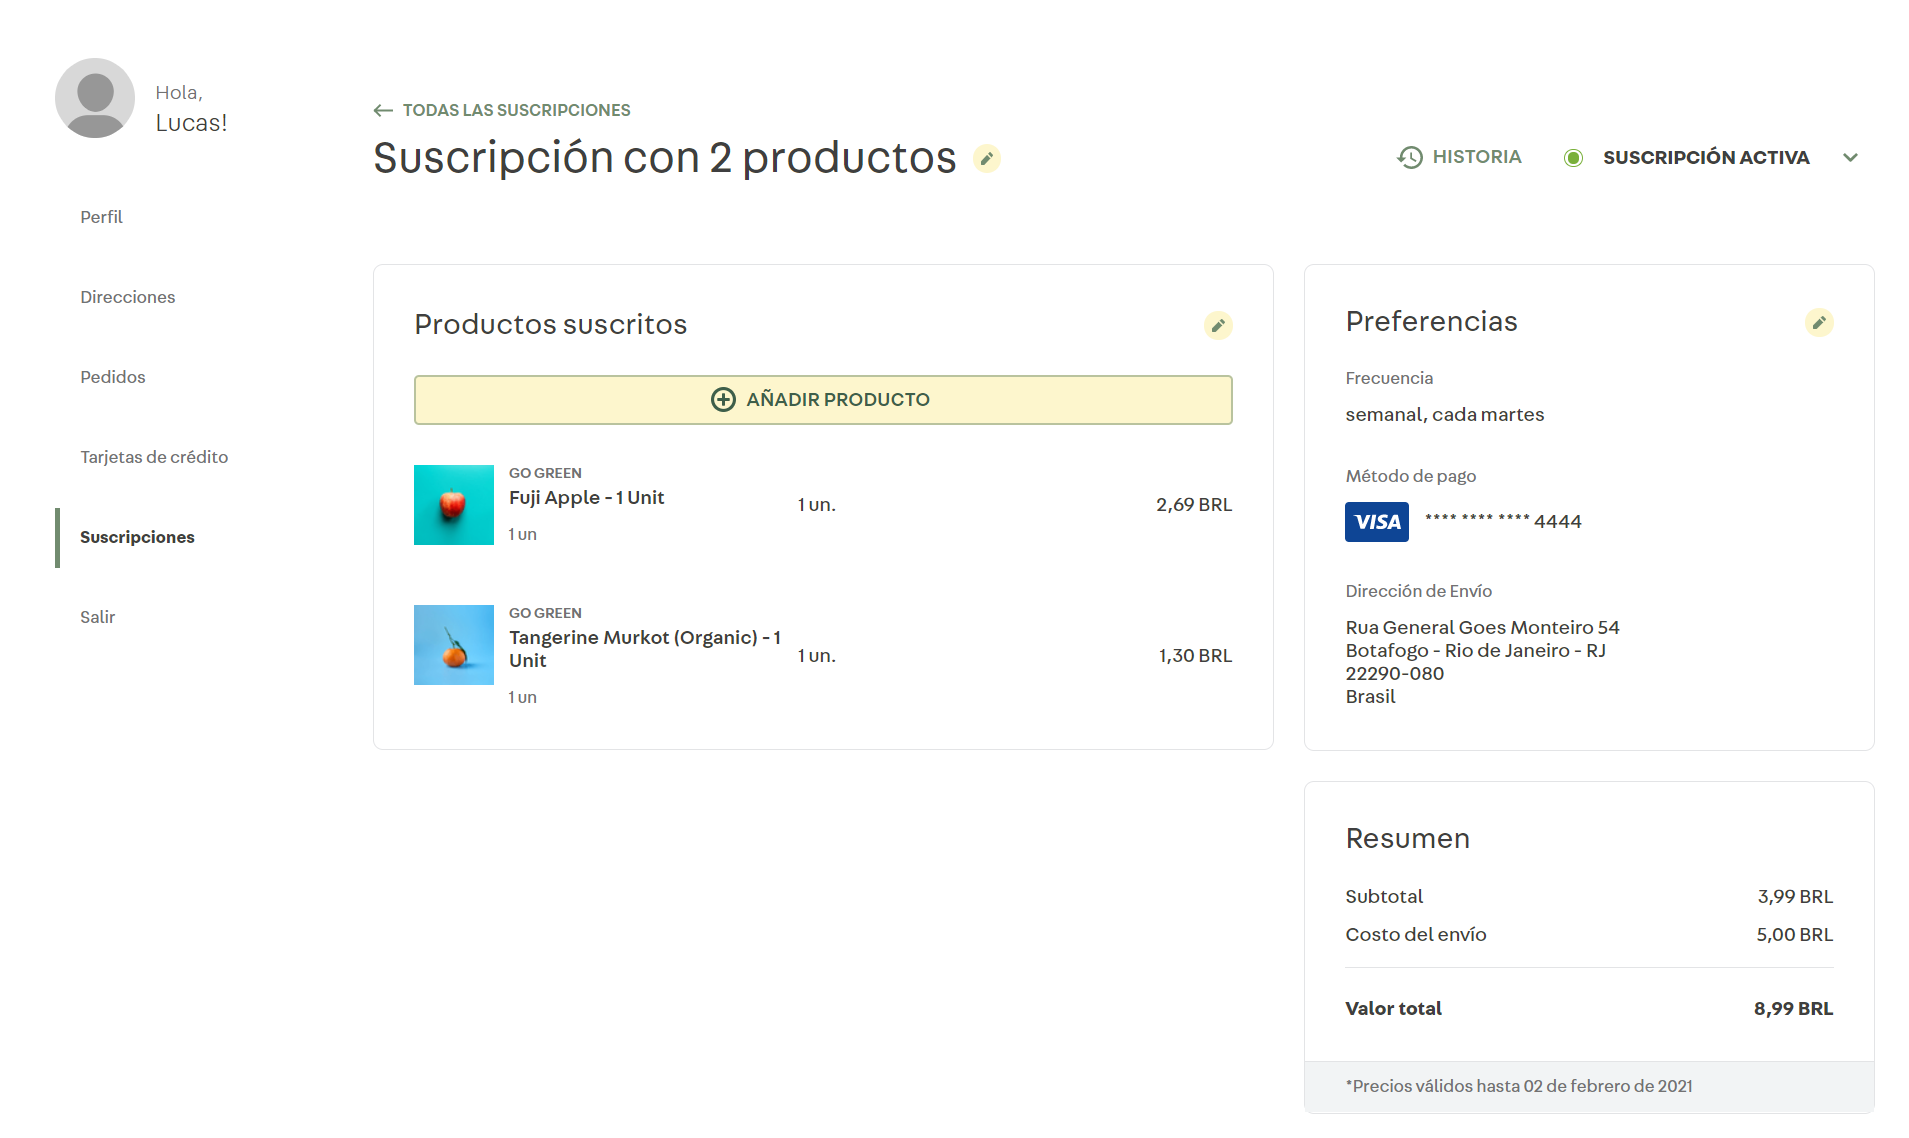 Hola,
Lucas!
Perfil
Direcciones
Pedidos
Tarjetas de crédito
Suscripciones
Salir
TODAS LAS SUSCRIPCIONES
Suscripción con 2 productos
HISTORIA
SUSCRIPCIÓN ACTIVA
Productos suscritos
AÑADIR PRODUCTO
GO GREEN
Fuji Apple - 1 Unit
1 un
1 un.
2,69 BRL
GO GREEN
Tangerine Murkot (Organic) - 1
Unit
1 un
1 un.
1,30 BRL
Preferencias
Frecuencia
semanal, cada martes
Método de pago
VISA **** **** **** 4444
Dirección de Envío
Rua General Goes Monteiro 54
Botafogo - Rio de Janeiro - RJ
22290-080
Brasil
Resumen
Subtotal 3,99 BRL
Costo del envío 5,00 BRL
Valor total 8,99 BRL
*Precios válidos hasta 02 de febrero de 2021